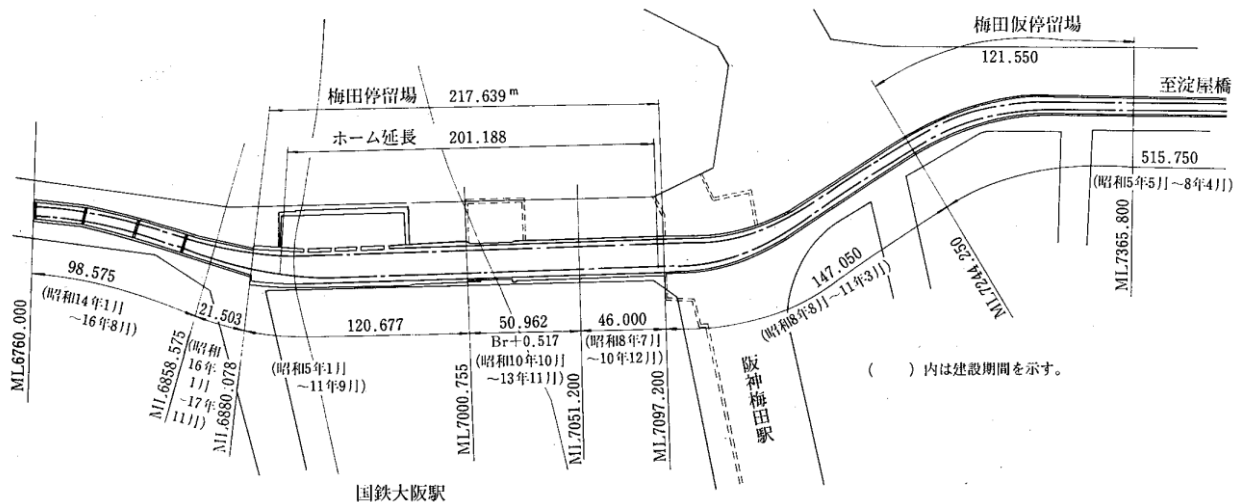 梅田仮停留場
121.550
至淀屋橋
梅田停留場 217.639m
ホーム延長 201.188
515.750
(昭和5年5月~8年4月)
98.575
(昭和14年1月
~16年8月)
21.503
(昭和
16年
1月
~17年
11月)
120.677
(昭和5年1月
~11年9月)
50.962
Br+0.517
(昭和10年10月
~13年11月)
46.000
(昭和8年7月
~10年12月)
147.050
(昭和8年8月~11年3月)
ML6760.000
ML6858.575
ML6880.078
ML7000.755
ML7051.200
ML7097.200
ML7244.250
ML7365.800
阪神梅田駅
( )内は建設期間を示す。
国鉄大阪駅